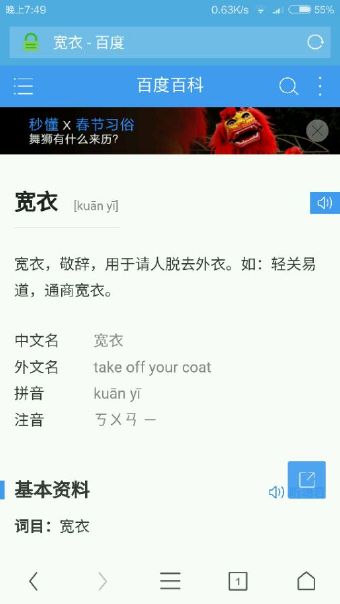 晚上7:49
0.63K/s
55%
宽衣 - 百度
百度百科
秒懂 x 春节习俗
舞狮有什么来历?
宽衣 [kuān yī]
宽衣，敬辞，用于请人脱去外衣。如：轻关易
道，通商宽衣。
中文名 宽衣
外文名 take off your coat
拼音 kuān yī
注音 ㄎㄨㄢ ㄧ
基本资料
词目：宽衣
1